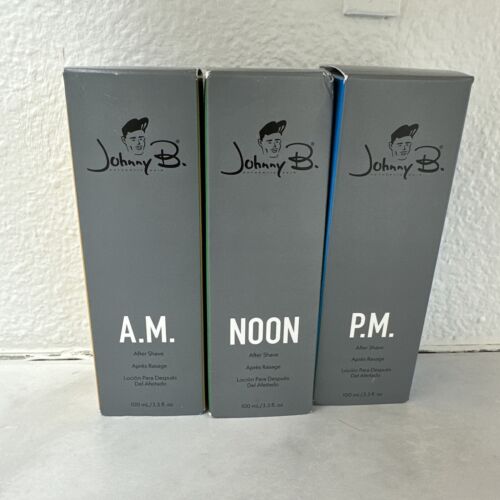 Johnny B.®
A.M.
After Shave
Après Rasage
Loción Para Después
Del Afeitado
100 mL/3.3 fl. oz
Johnny B.®
NOON
After Shave
Après Rasage
Loción Para Después
Del Afeitado
100 mL/3.3 fl. oz
Johnny B.®
P.M.
After Shave
Après Rasage
Loción Para Después
Del Afeitado
100 mL/3.3 fl. oz